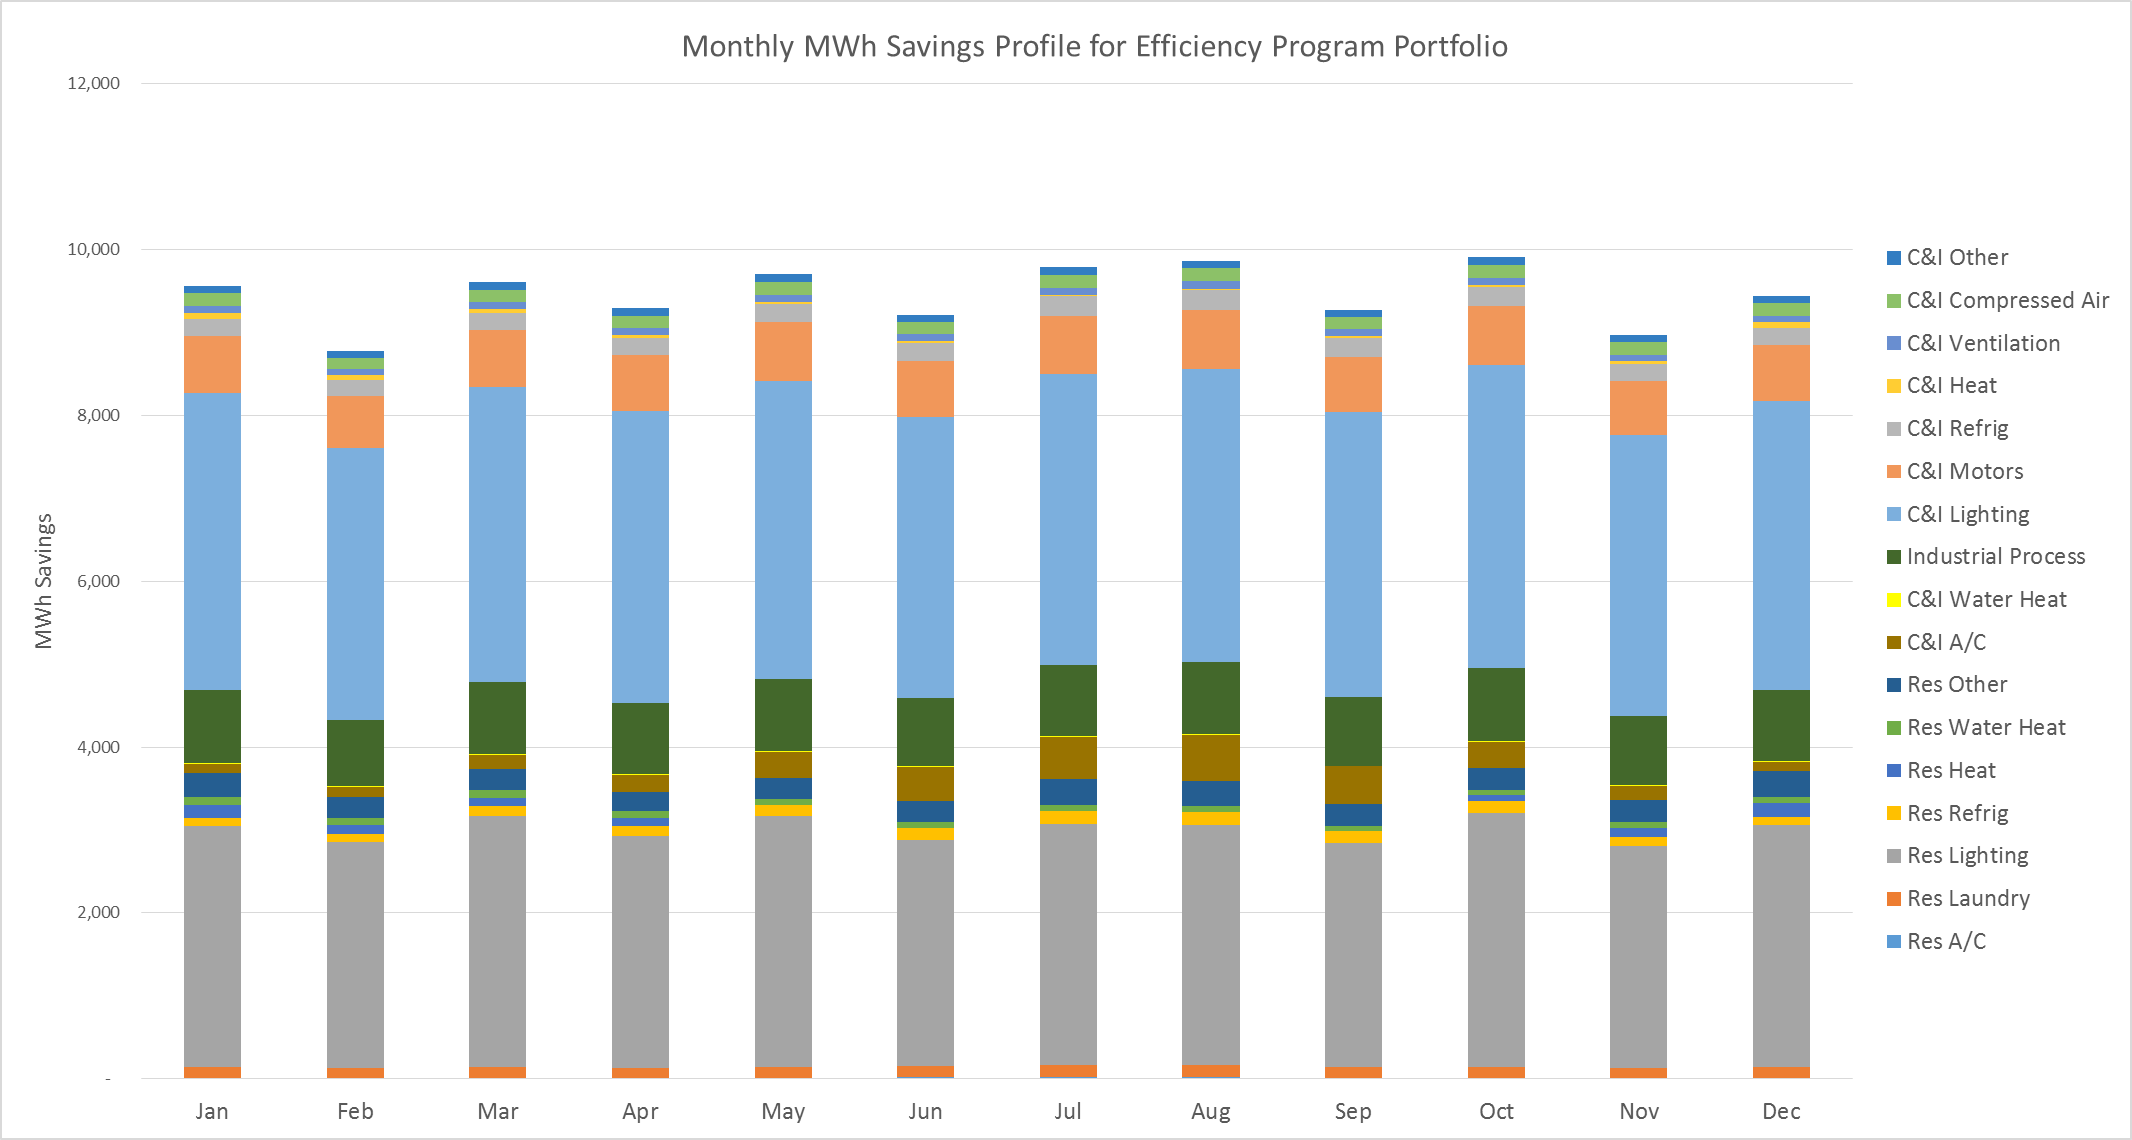 Monthly MWh Savings Profile for Efficiency Program Portfolio
12,000
10,000
8,000
6,000
4,000
2,000
-
MWh Savings
Jan
Feb
Mar
Apr
May
Jun
Jul
Aug
Sep
Oct
Nov
Dec
C&I Other
C&I Compressed Air
C&I Ventilation
C&I Heat
C&I Refrig
C&I Motors
C&I Lighting
Industrial Process
C&I Water Heat
C&I A/C
Res Other
Res Water Heat
Res Heat
Res Refrig
Res Lighting
Res Laundry
Res A/C